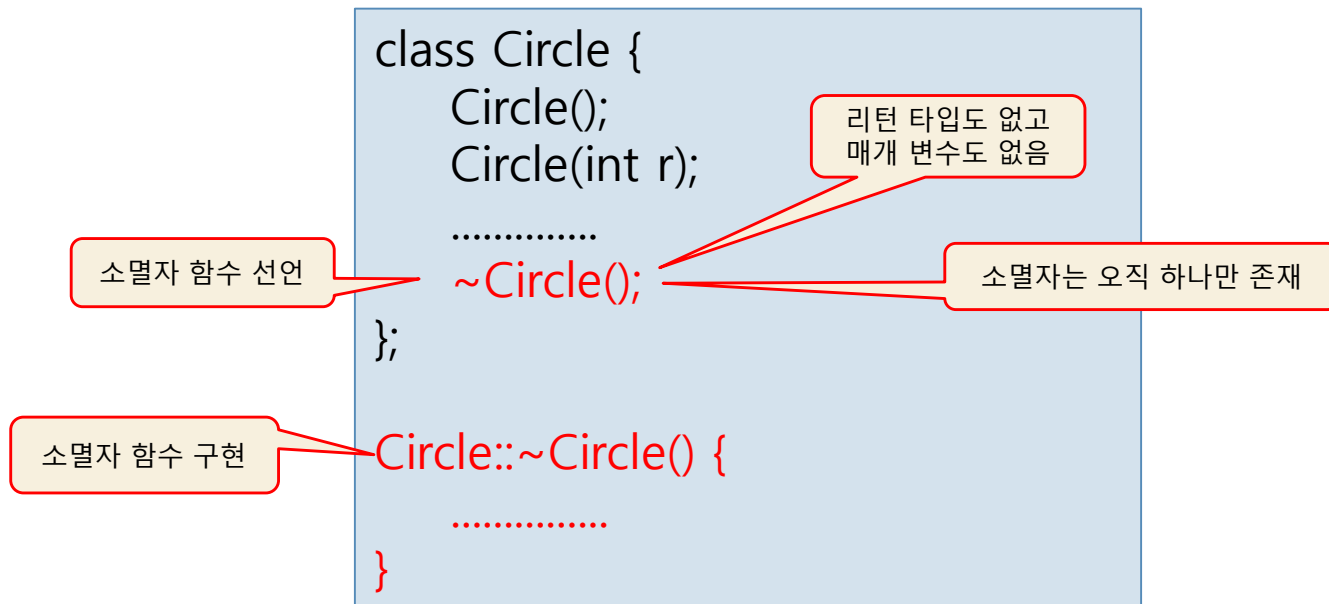 class Circle {
Circle();
Circle(int r);
..............
~Circle();
};
Circle::~Circle() {
...............
}
리턴 타입도 없고
매개 변수도 없음
소멸자 함수 선언
소멸자는 오직 하나만 존재
소멸자 함수 구현